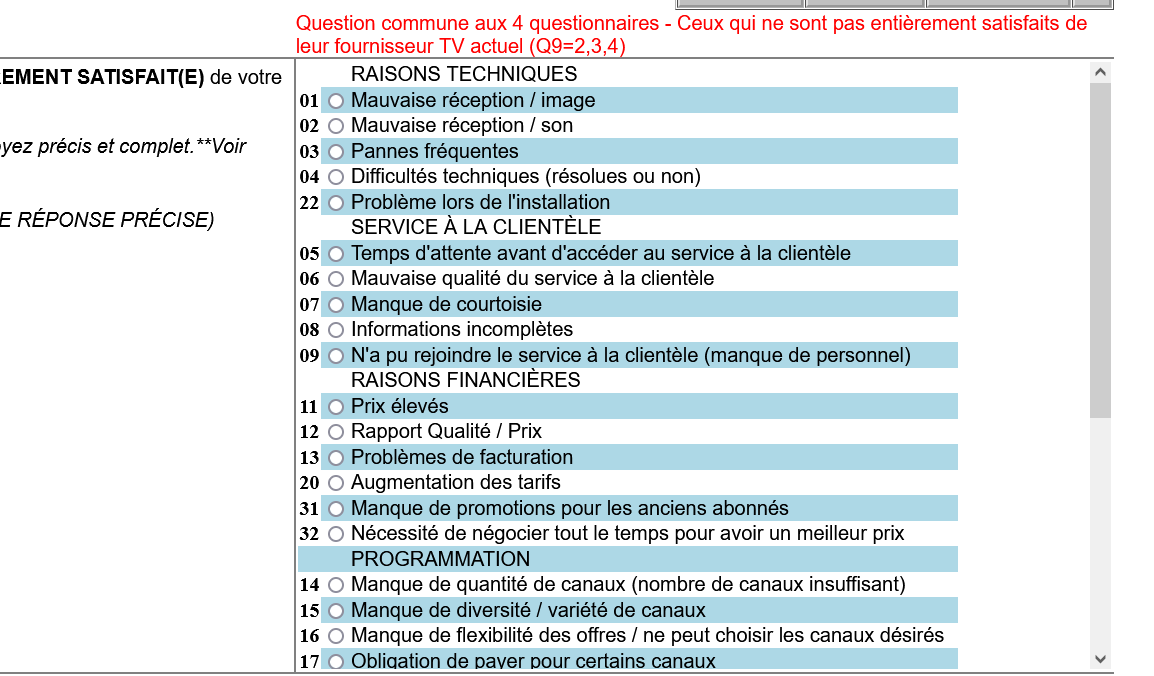 Question commune aux 4 questionnaires - Ceux qui ne sont pas entièrement satisfaits de
leur fournisseur TV actuel (Q9=2,3,4)
EMENT SATISFAIT(E) de votre
yez précis et complet.**Voir
E RÉPONSE PRÉCISE)
RAISONS TECHNIQUES
01 Mauvaise réception / image
02 Mauvaise réception / son
03 Pannes fréquentes
04 Difficultés techniques (résolues ou non)
22 Problème lors de l'installation
SERVICE À LA CLIENTÈLE
05 Temps d'attente avant d'accéder au service à la clientèle
06 Mauvaise qualité du service à la clientèle
07 Manque de courtoisie
08 Informations incomplètes
09 N'a pu rejoindre le service à la clientèle (manque de personnel)
RAISONS FINANCIÈRES
11 Prix élevés
12 Rapport Qualité / Prix
13 Problèmes de facturation
20 Augmentation des tarifs
31 Manque de promotions pour les anciens abonnés
32 Nécessité de négocier tout le temps pour avoir un meilleur prix
PROGRAMMATION
14 Manque de quantité de canaux (nombre de canaux insuffisant)
15 Manque de diversité / variété de canaux
16 Manque de flexibilité des offres / ne peut choisir les canaux désirés
17 Obligation de payer pour certains canaux